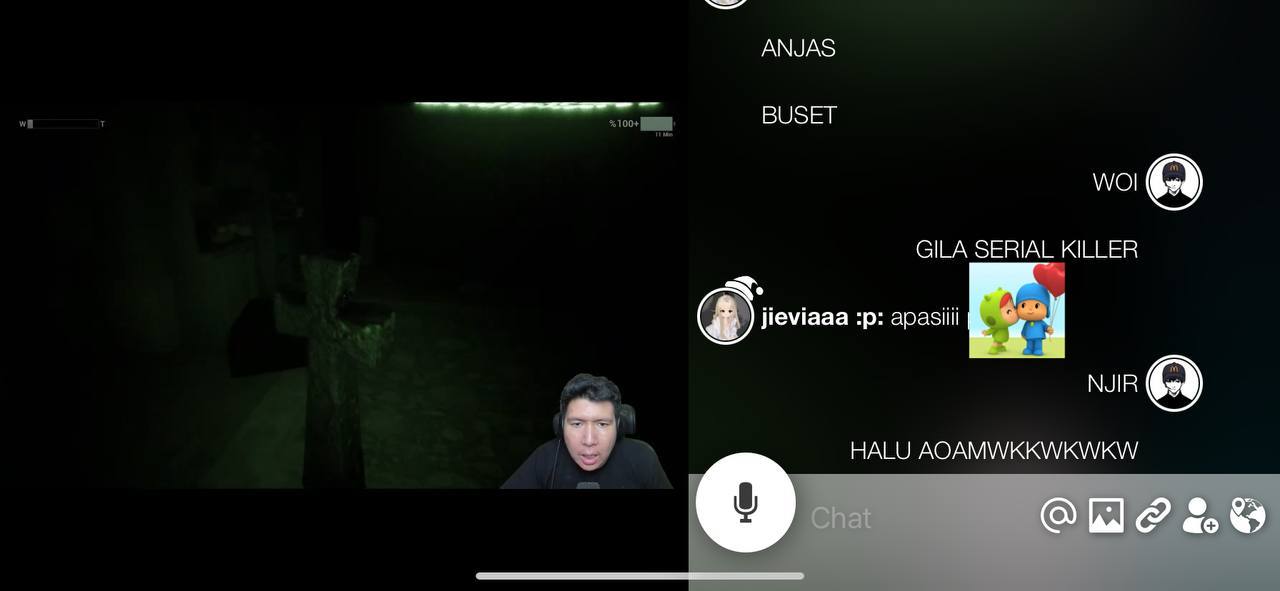 W
T
%100+
11 Min
ANJAS
BUSET
WOI
GILA SERIAL KILLER
jieviaaa :p: apasiiii
NJIR
HALU AOAMWKKWKWKW
Chat